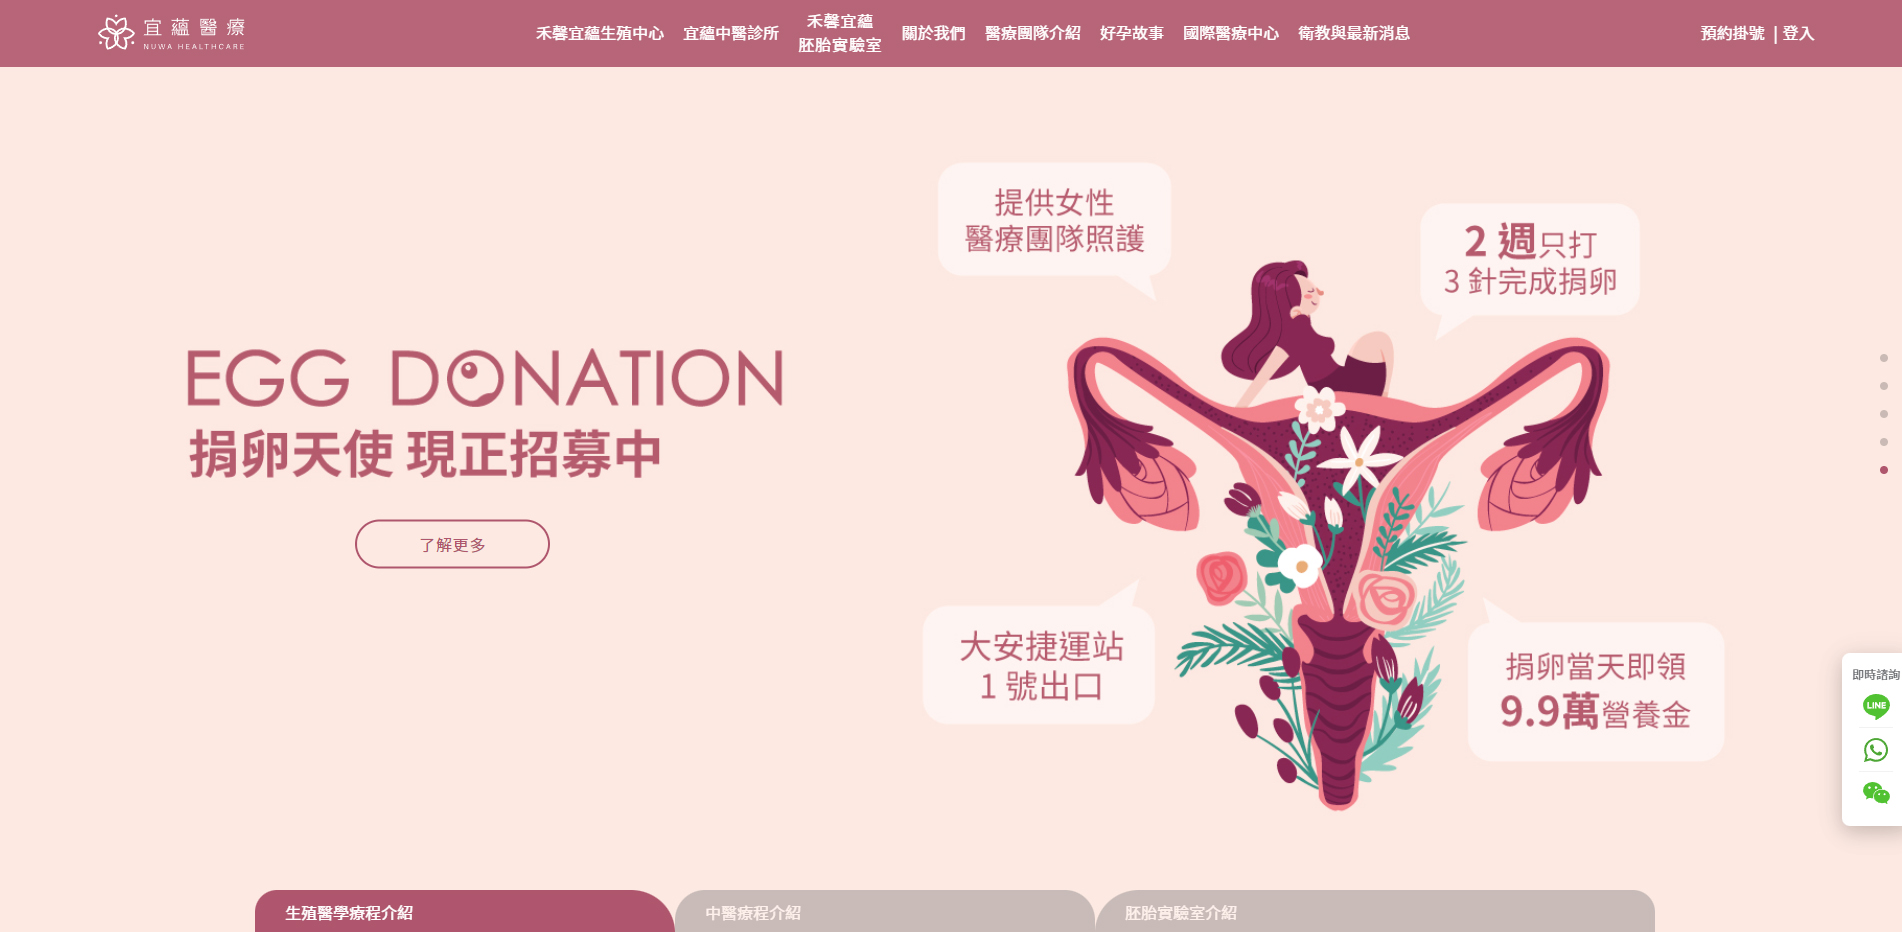 宜蘊醫療
NUWA HEALTHCARE
禾馨宜蘊生殖中心
宜蘊中醫診所
禾馨宜蘊
胚胎實驗室
關於我們
醫療團隊介紹
好孕故事
國際醫療中心
衛教與最新消息
預約掛號 | 登入
提供女性
醫療團隊照護
2 週只打
3 針完成捐卵
EGG DONATION
捐卵天使 現正招募中
了解更多
大安捷運站
1 號出口
捐卵當天即領
9.9萬營養金
即時諮詢
LINE
生殖醫學療程介紹
中醫療程介紹
胚胎實驗室介紹